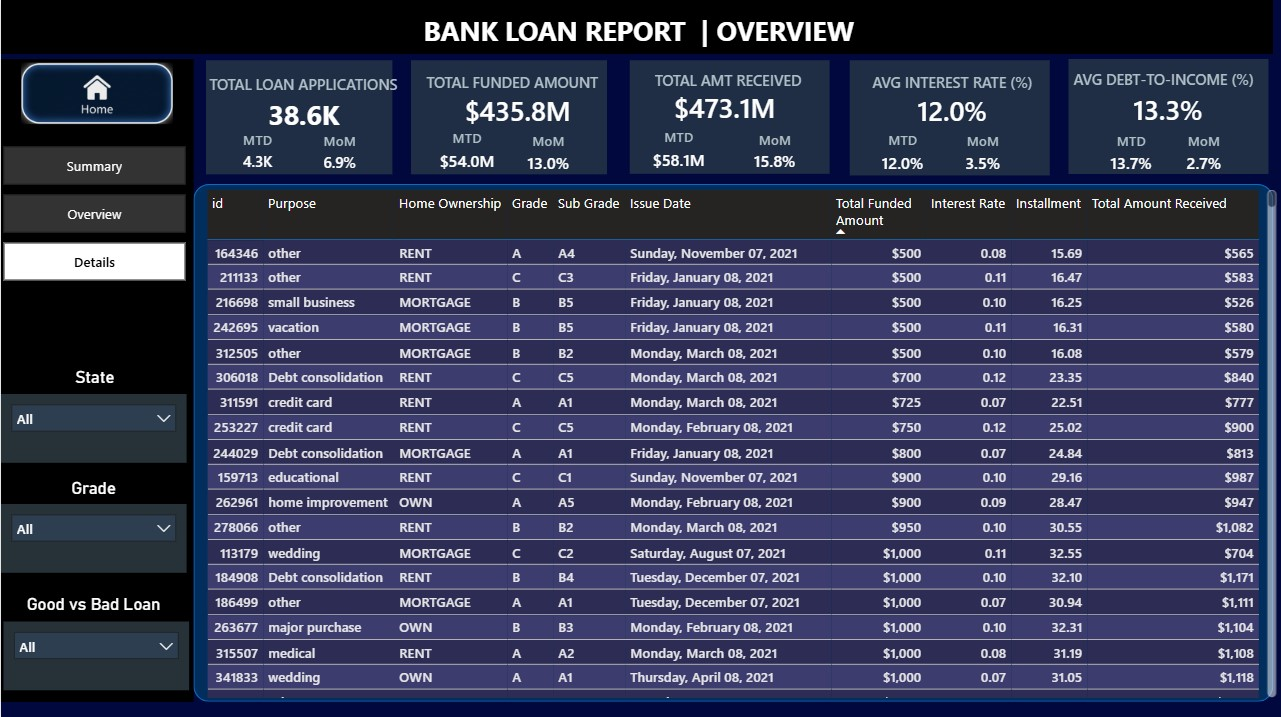 BANK LOAN REPORT | OVERVIEW
Home
Summary
Overview
Details
State
All
Grade
All
Good vs Bad Loan
All
TOTAL LOAN APPLICATIONS
38.6K
MTD MoM
4.3K 6.9%
TOTAL FUNDED AMOUNT
$435.8M
MTD MoM
$54.0M 13.0%
TOTAL AMT RECEIVED
$473.1M
MTD MoM
$58.1M 15.8%
AVG INTEREST RATE (%)
12.0%
MTD MoM
12.0% 3.5%
AVG DEBT-TO-INCOME (%)
13.3%
MTD MoM
13.7% 2.7%
id Purpose Home Ownership Grade Sub Grade Issue Date Total Funded Amount Interest Rate Installment Total Amount Received
164346 other RENT A A4 Sunday, November 07, 2021 $500 0.08 15.69 $565
211133 other RENT C C3 Friday, January 08, 2021 $500 0.11 16.47 $583
216698 small business MORTGAGE B B5 Friday, January 08, 2021 $500 0.10 16.25 $526
242695 vacation MORTGAGE B B5 Friday, January 08, 2021 $500 0.11 16.31 $580
312505 other MORTGAGE B B2 Monday, March 08, 2021 $500 0.10 16.08 $579
306018 Debt consolidation RENT C C5 Monday, March 08, 2021 $700 0.12 23.35 $840
311591 credit card RENT A A1 Monday, March 08, 2021 $725 0.07 22.51 $777
253227 credit card RENT C C5 Monday, February 08, 2021 $750 0.12 25.02 $900
244029 Debt consolidation MORTGAGE A A1 Friday, January 08, 2021 $800 0.07 24.84 $813
159713 educational RENT C C1 Sunday, November 07, 2021 $900 0.10 29.16 $987
262961 home improvement OWN A A5 Monday, February 08, 2021 $900 0.09 28.47 $947
278066 other RENT B B2 Monday, March 08, 2021 $950 0.10 30.55 $1,082
113179 wedding MORTGAGE C C2 Saturday, August 07, 2021 $1,000 0.11 32.55 $704
184908 Debt consolidation RENT B B4 Tuesday, December 07, 2021 $1,000 0.10 32.10 $1,171
186499 other MORTGAGE A A1 Tuesday, December 07, 2021 $1,000 0.07 30.94 $1,111
263677 major purchase OWN B B3 Monday, February 08, 2021 $1,000 0.10 32.31 $1,104
315507 medical RENT A A2 Monday, March 08, 2021 $1,000 0.08 31.19 $1,108
341833 wedding OWN A A1 Thursday, April 08, 2021 $1,000 0.07 31.05 $1,118